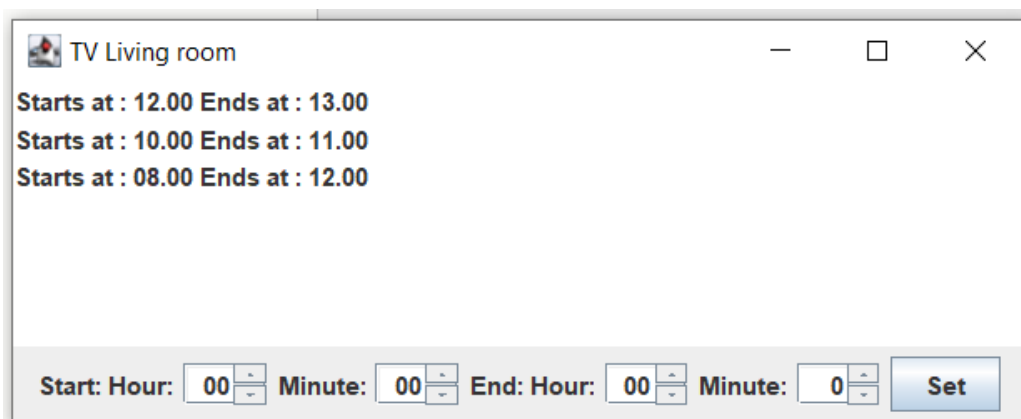 TV Living room
Starts at : 12.00 Ends at : 13.00
Starts at : 10.00 Ends at : 11.00
Starts at : 08.00 Ends at : 12.00
Start: Hour: 00 Minute: 00 End: Hour: 00 Minute: 0 Set